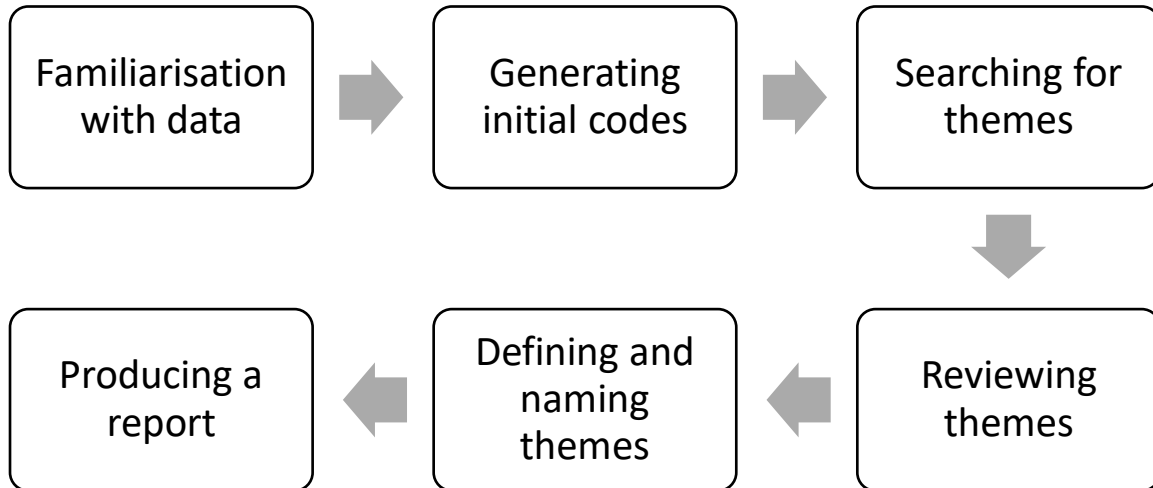 Familiarisation
with data
Generating
initial codes
Searching for
themes
Reviewing
themes
Defining and
naming
themes
Producing a
report